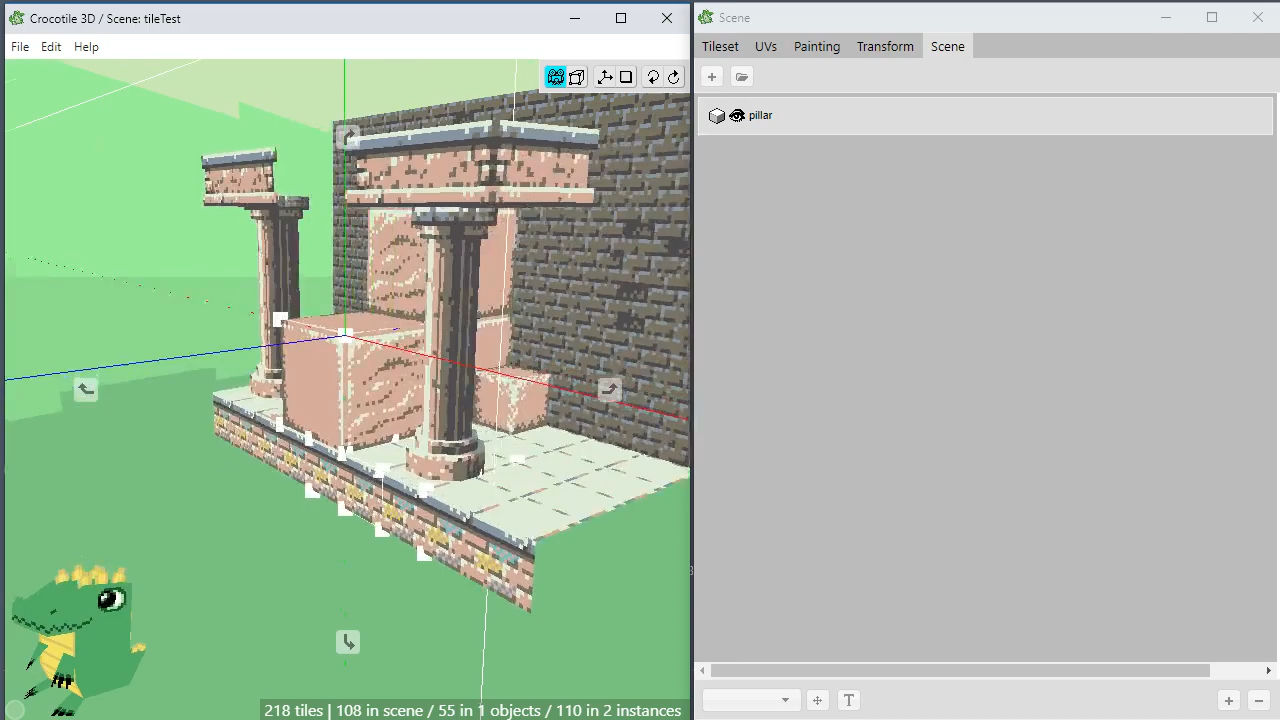 Crocotile 3D / Scene: tileTest
File Edit Help
218 tiles | 108 in scene / 55 in 1 objects / 110 in 2 instances
Scene
Tileset UVs Painting Transform Scene
pillar
T